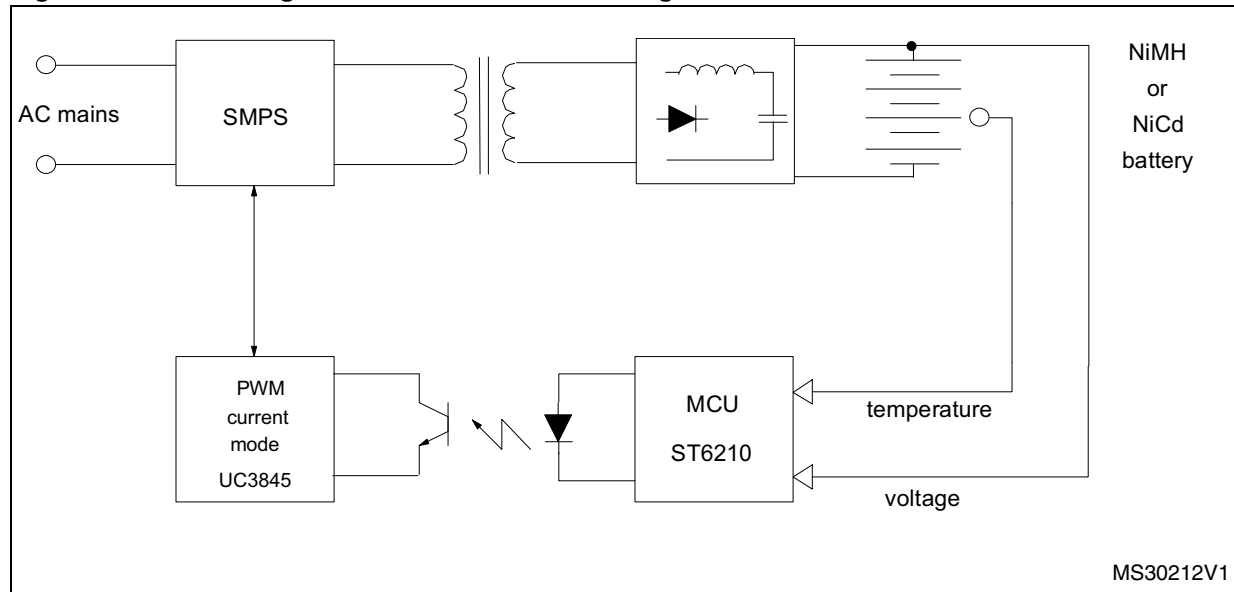 AC mains
SMPS
NiMH
or
NiCd
battery
PWM
current
mode
UC3845
MCU
ST6210
temperature
voltage
MS30212V1